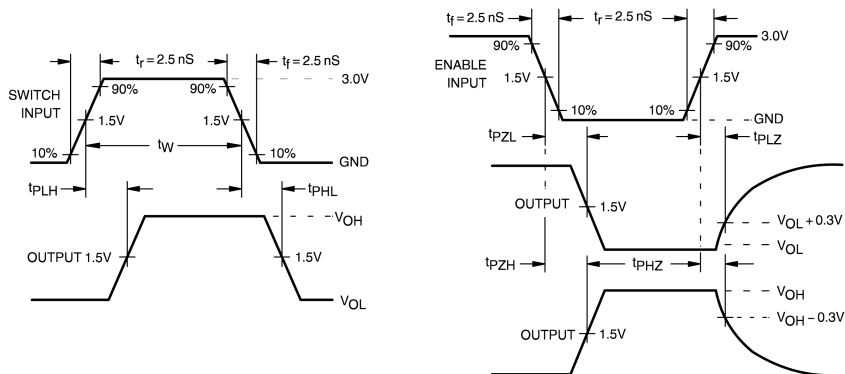 tr = 2.5 nS
tf = 2.5 nS
3.0V
90%
90%
SWITCH
INPUT
1.5V
1.5V
tW
10%
10%
GND
tPLH
tPHL
VOH
OUTPUT 1.5V
1.5V
VOL
tf = 2.5 nS
tr = 2.5 nS
3.0V
90%
90%
ENABLE
INPUT
1.5V
1.5V
10%
10%
GND
tPZL
tPLZ
OUTPUT
1.5V
VOL + 0.3V
VOL
tPZH
tPHZ
VOH
VOH – 0.3V
OUTPUT
1.5V